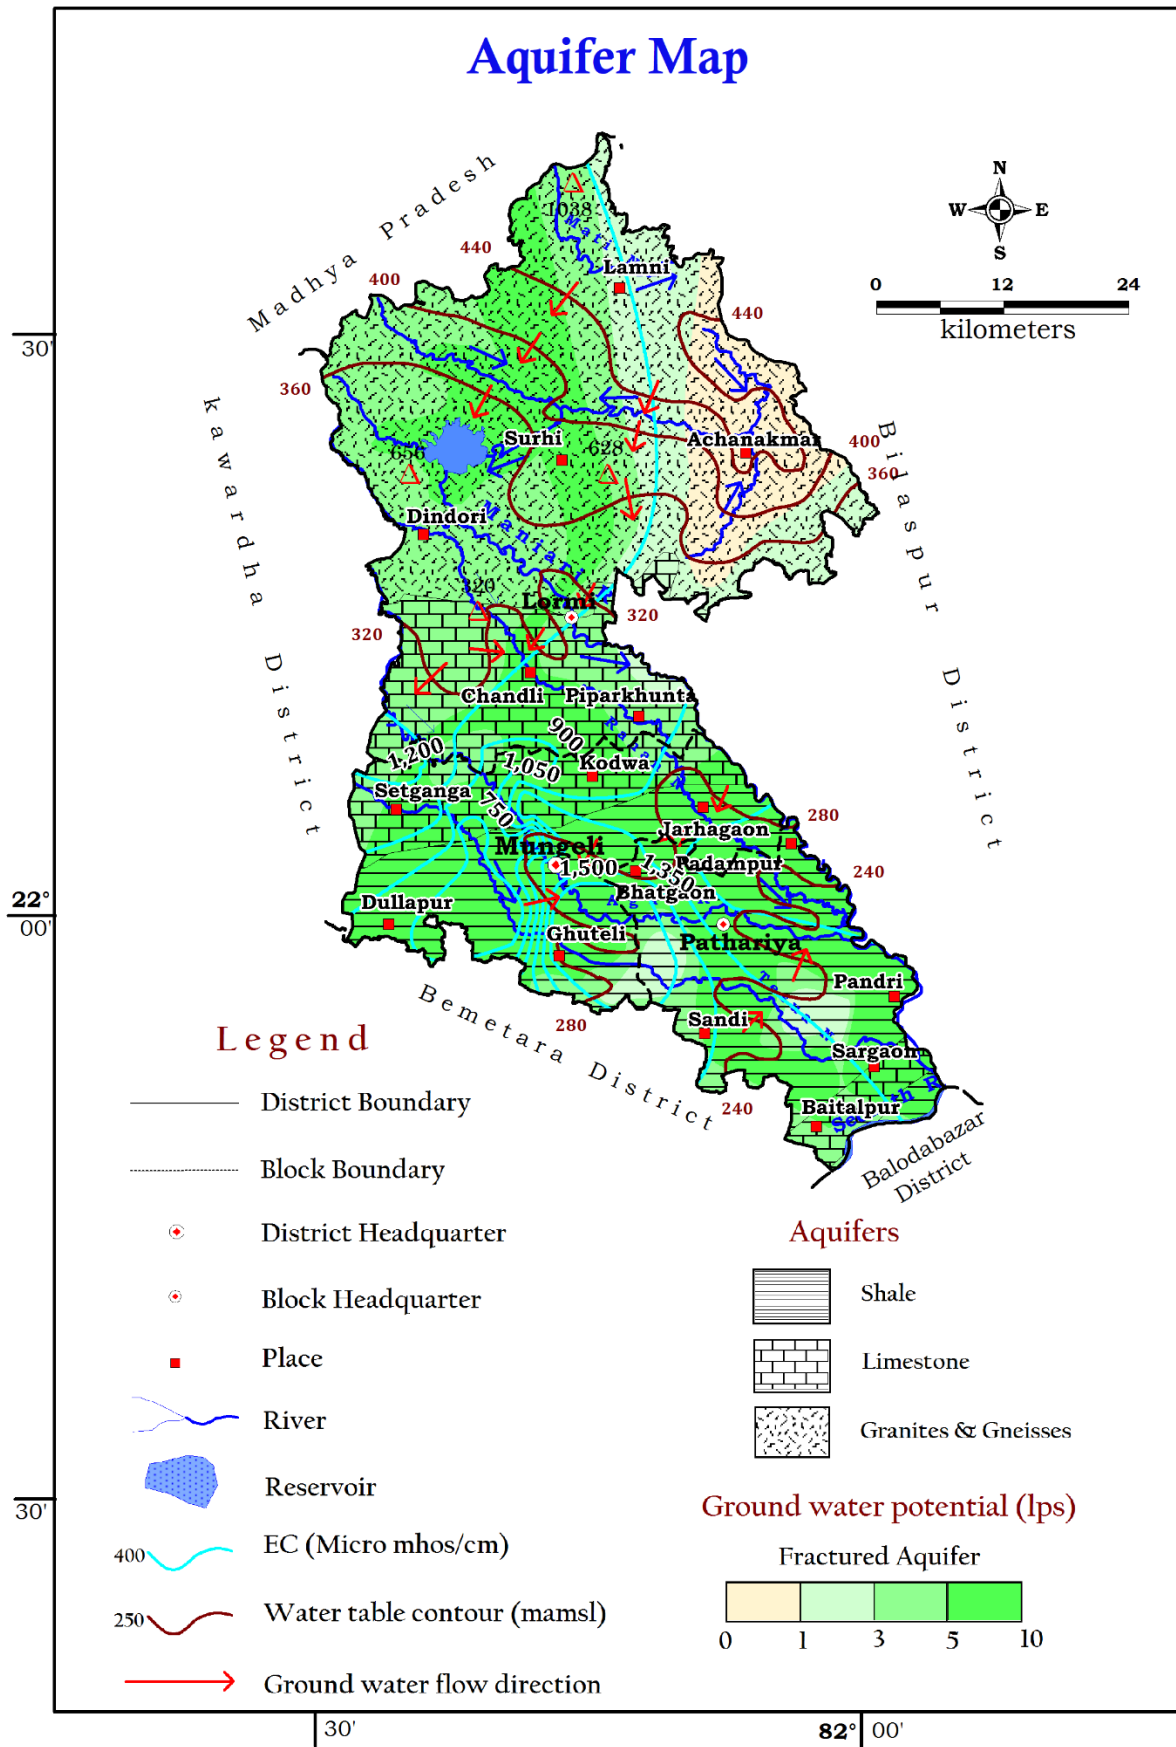 Aquifer Map
Madhya Pradesh
N
W E
S
0 12 24
kilometers
1038
Lamni
440
400
440
30'
360
kawardha District
Bilaspur District
Surhi
628
Achanakmar
400
360
656
Dindori
Maniari R
320
Lormi
320
320
Chandli
Piparkhunta
900
1,200
1,050
Kodwa
Setganga
750
Jarhagaon
280
Mungeli
1,500
1,350
Padampur
240
Bhatgaon
22°
00'
Dullapur
Ghuteli
Pathariya
Pandri
Bemetara District
280
Sandi
Sargaon
240
Baitalpur
Balodabazar
District
Legend
District Boundary
Block Boundary
District Headquarter
Block Headquarter
Place
River
Reservoir
400 EC (Micro mhos/cm)
250 Water table contour (mamsl)
Ground water flow direction
Aquifers
Shale
Limestone
Granites & Gneisses
30'
Ground water potential (lps)
Fractured Aquifer
0 1 3 5 10
30'
82° 00'